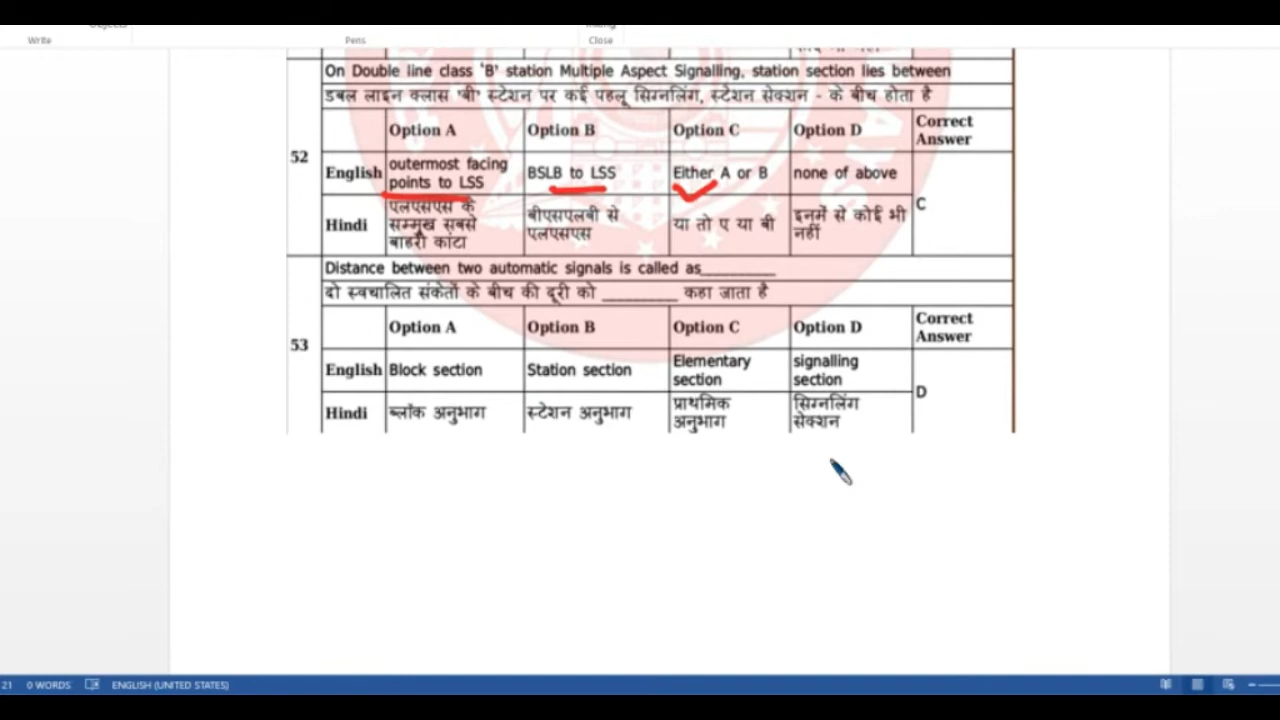 Write
Pens
Close
On Double line class 'B' station Multiple Aspect Signalling, station section lies between
डबल लाइन क्लास 'बी' स्टेशन पर कई पहलू सिग्नलिंग, स्टेशन सेक्शन - के बीच होता है
52
Option A
Option B
Option C
Option D
Correct
Answer
English
outermost facing
points to LSS
BSLB to LSS
Either A or B
none of above
C
Hindi
एलएसएस के
सम्मुख सबसे
बाहरी कांटा
बीएसएलबी से
एलएसएस
या तो ए या बी
इनमें से कोई भी
नहीं
Distance between two automatic signals is called as__________
दो स्वचालित संकेतों के बीच की दूरी को __________ कहा जाता है
53
Option A
Option B
Option C
Option D
Correct
Answer
English
Block section
Station section
Elementary
section
signalling
section
D
Hindi
ब्लॉक अनुभाग
स्टेशन अनुभाग
प्राथमिक
अनुभाग
सिग्नलिंग
सेक्शन
21 0 WORDS ENGLISH (UNITED STATES)